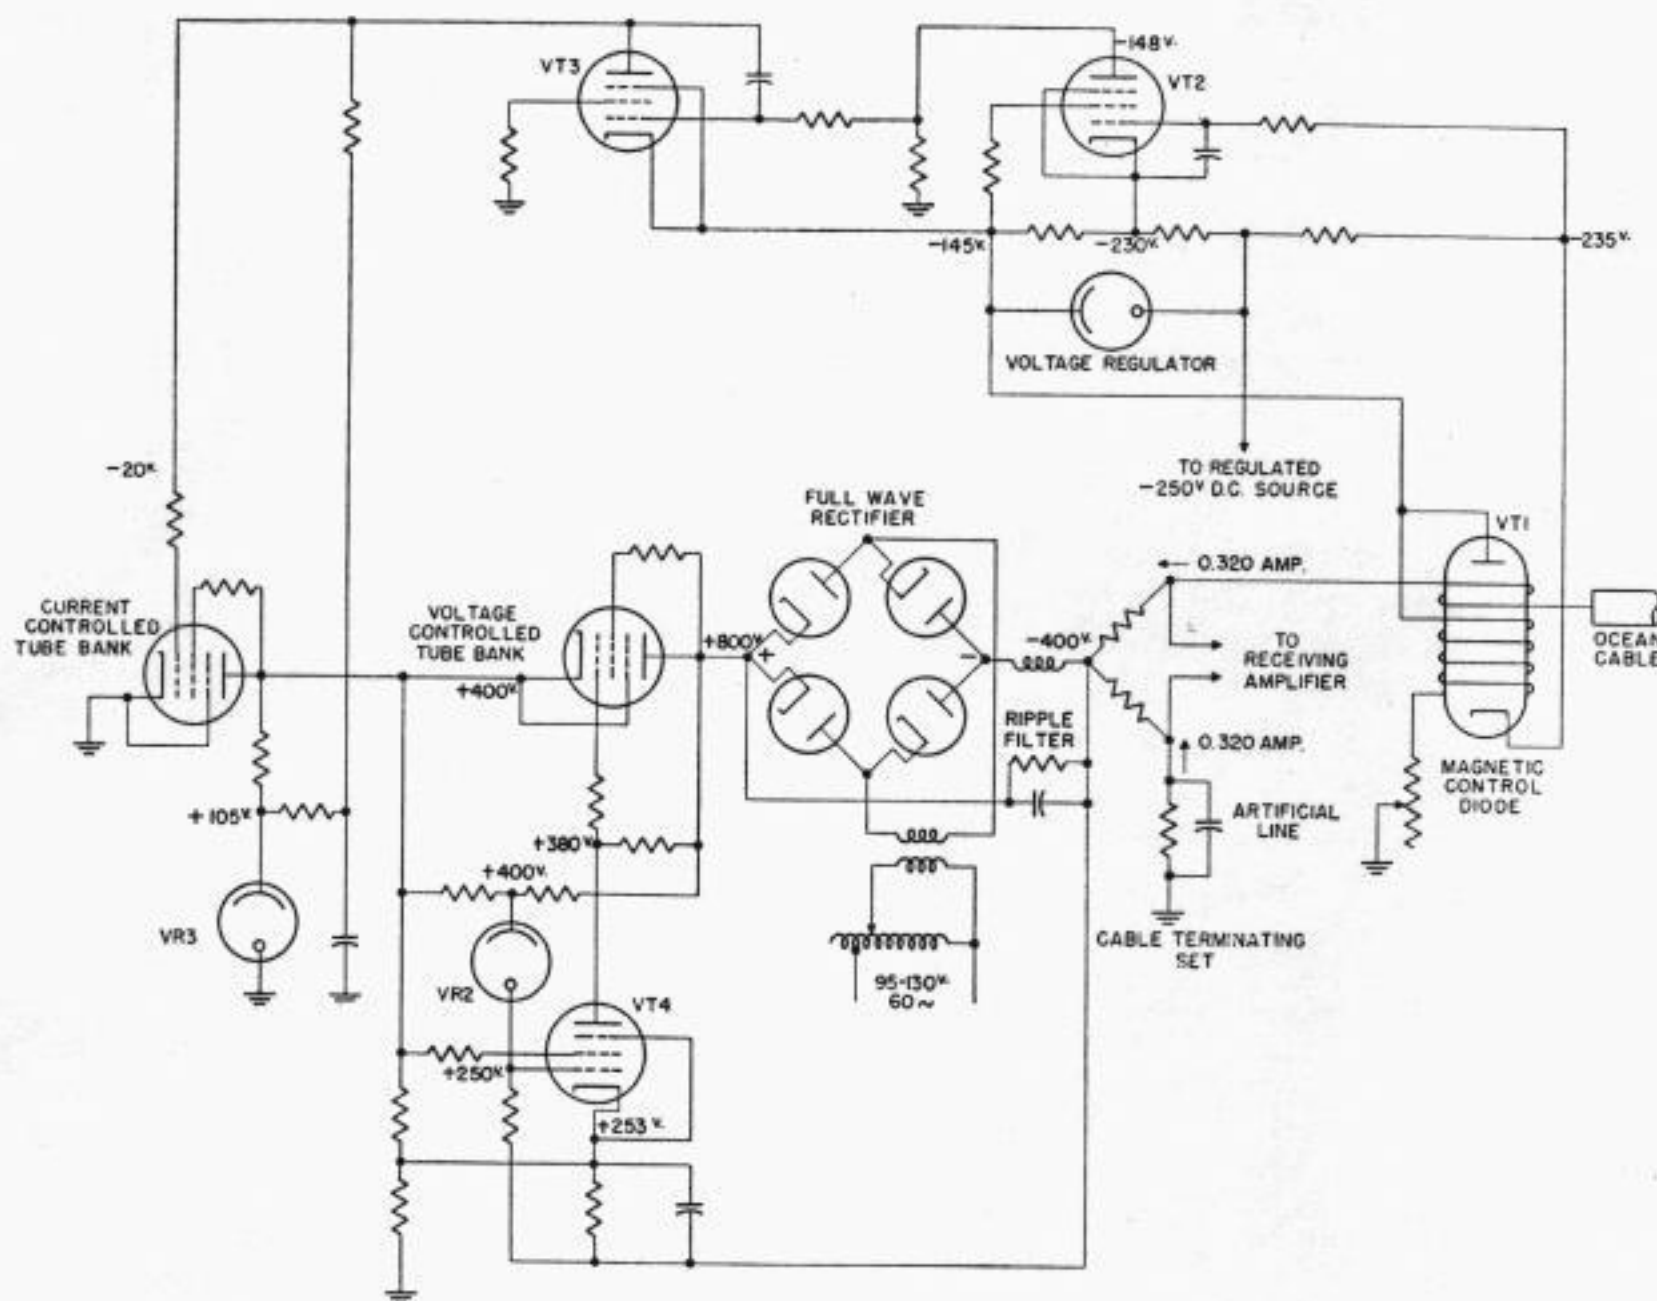 VT3
-148V.
VT2
-145V.
-230V.
-235V.
VOLTAGE REGULATOR
TO REGULATED
-250V D.C. SOURCE
-20V.
FULL WAVE
RECTIFIER
VT1
0.320 AMP.
CURRENT
CONTROLLED
TUBE BANK
VOLTAGE
CONTROLLED
TUBE BANK
+800V.
+
-
-400V.
TO
RECEIVING
AMPLIFIER
OCEAN
CABLE
+400V.
RIPPLE
FILTER
0.320 AMP.
MAGNETIC
CONTROL
DIODE
+105V.
ARTIFICIAL
LINE
+380V.
+400V.
VR3
CABLE TERMINATING
SET
VR2
95-130V.
60~
VT4
+250V.
+253V.